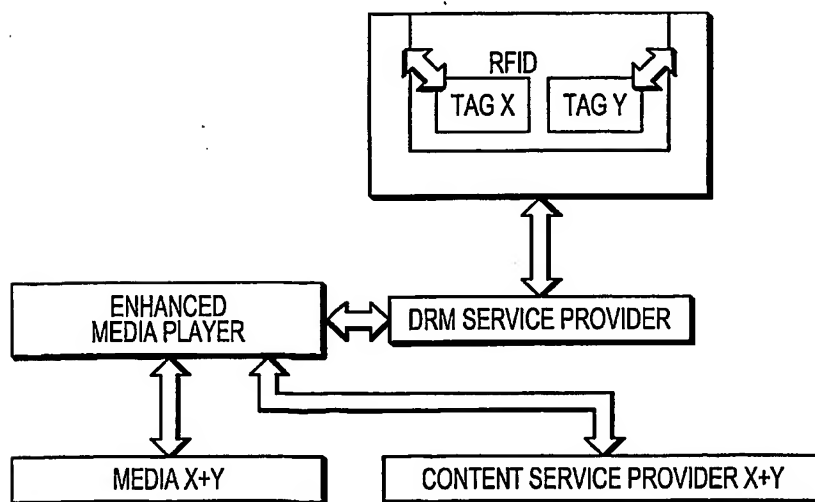 RFID
TAG X
TAG Y
ENHANCED
MEDIA PLAYER
DRM SERVICE PROVIDER
MEDIA X+Y
CONTENT SERVICE PROVIDER X+Y